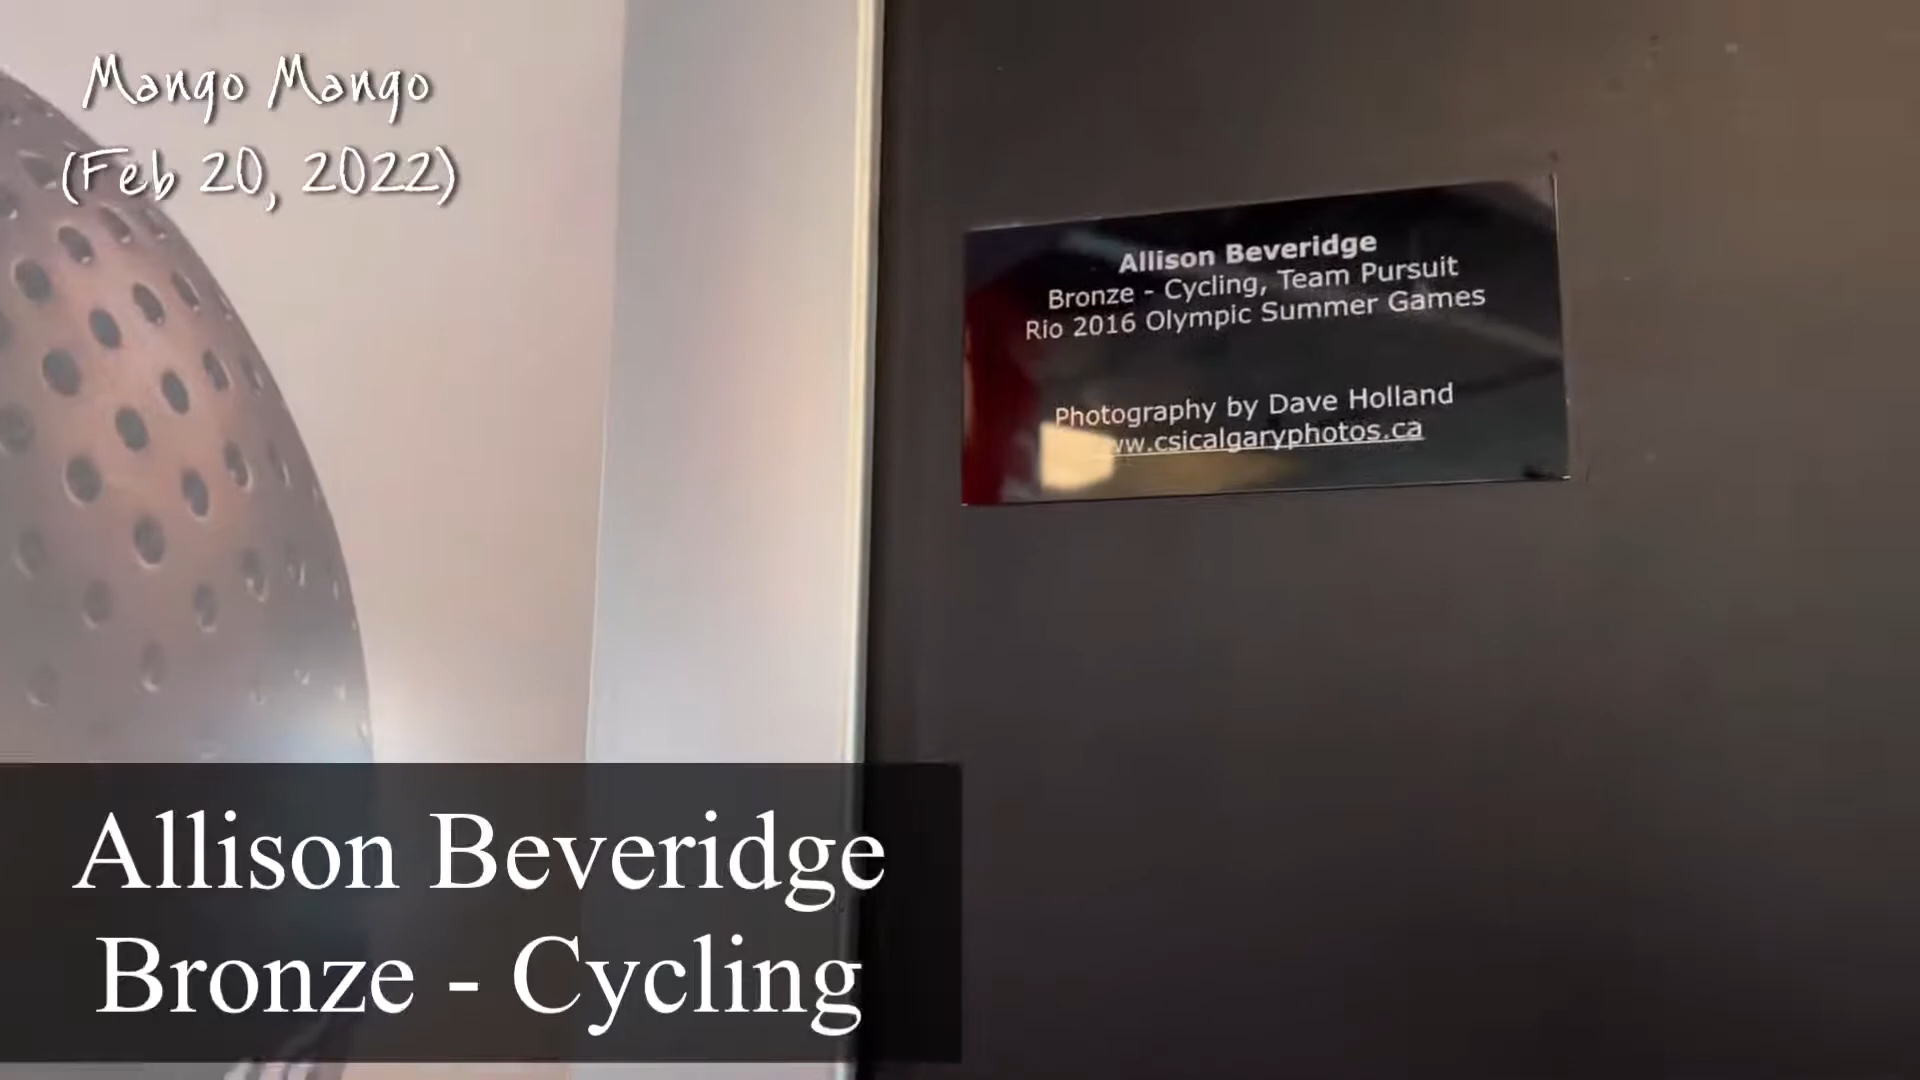 Mango Mango
(Feb 20, 2022)
Allison Beveridge
Bronze - Cycling, Team Pursuit
Rio 2016 Olympic Summer Games
Photography by Dave Holland
www.csicalgaryphotos.ca
Allison Beveridge
Bronze - Cycling